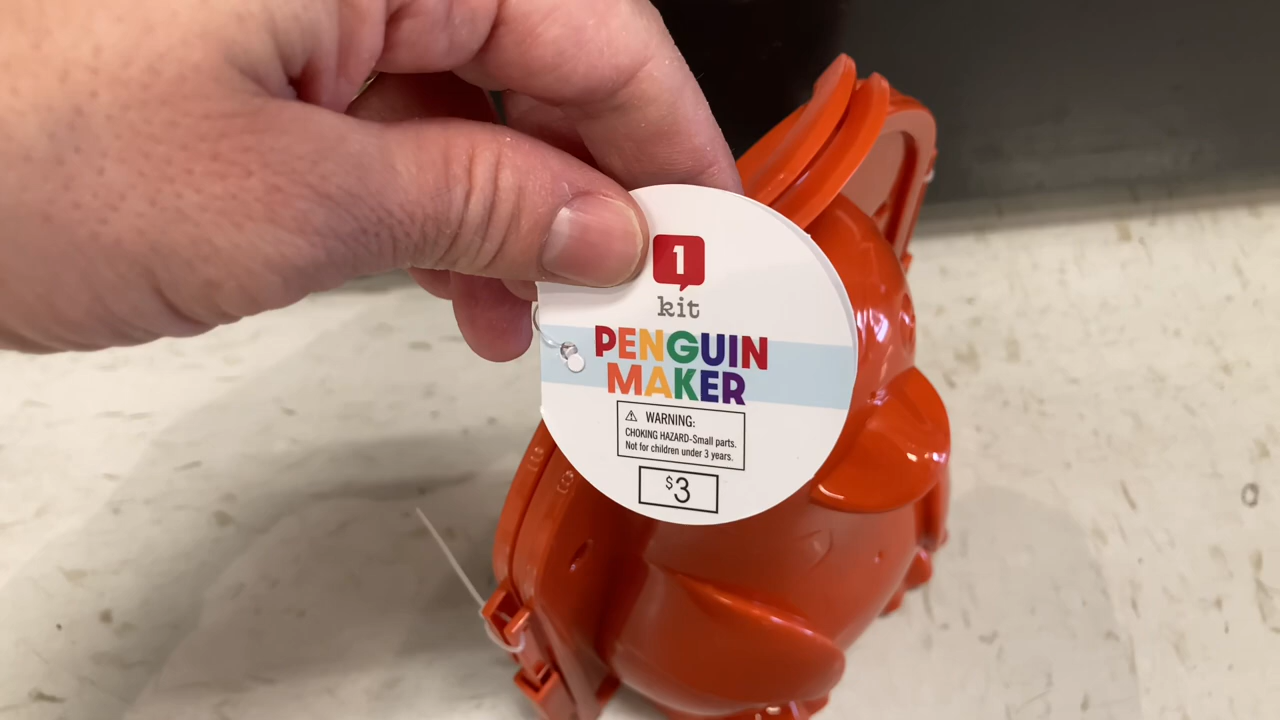 1
kit
PENGUIN
MAKER
⚠ WARNING:
CHOKING HAZARD-Small parts.
Not for children under 3 years.
$3